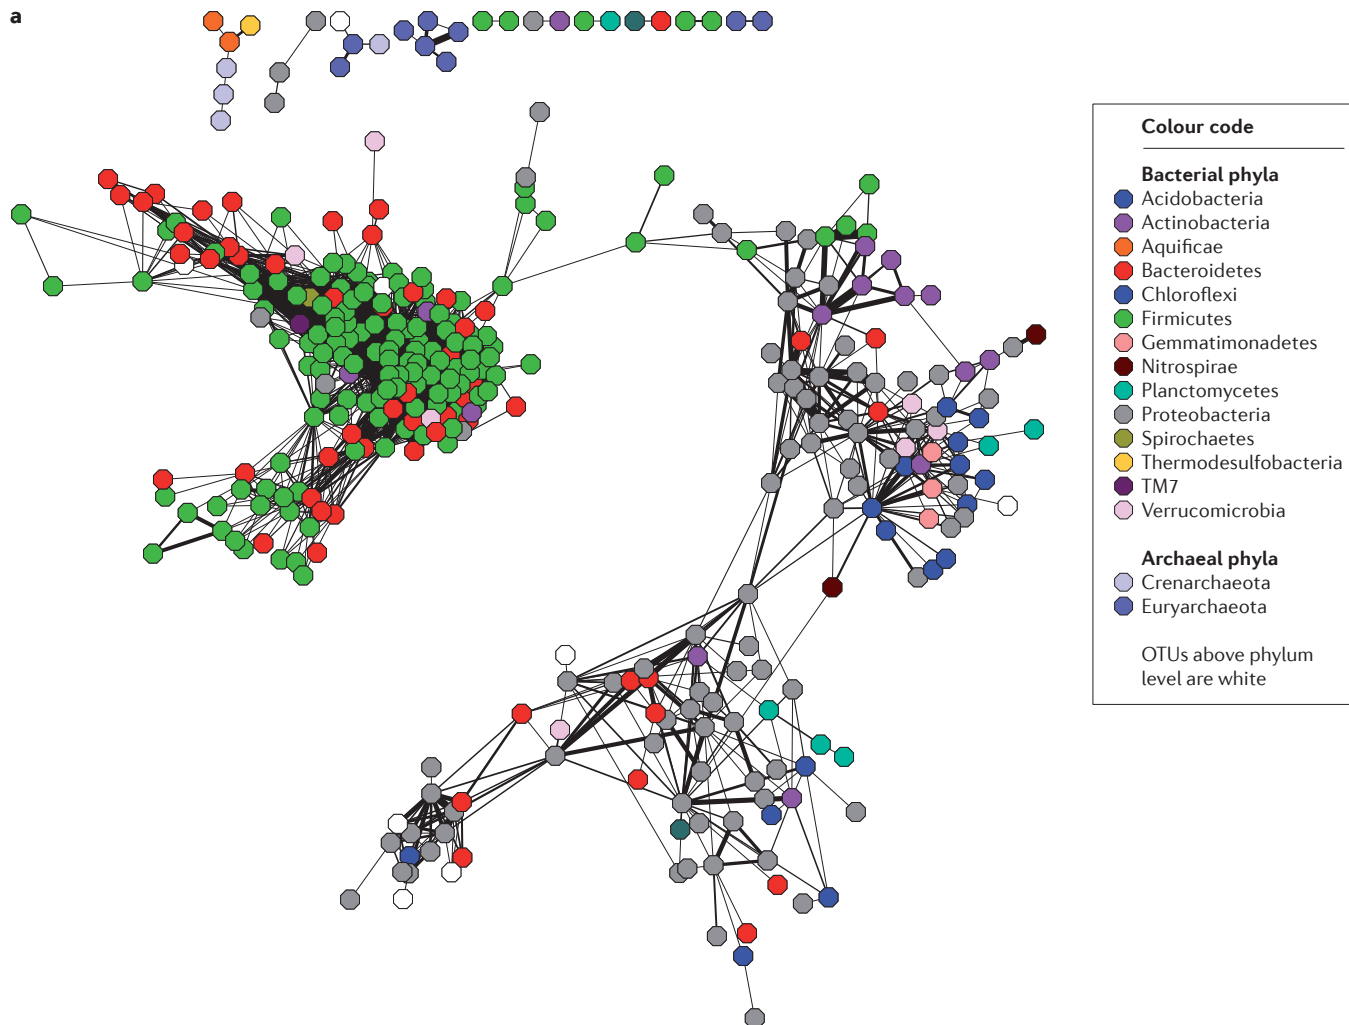 a
Colour code
Bacterial phyla
Acidobacteria
Actinobacteria
Aquificae
Bacteroidetes
Chloroflexi
Firmicutes
Gemmatimonadetes
Nitrospirae
Planctomycetes
Proteobacteria
Spirochaetes
Thermodesulfobacteria
TM7
Verrucomicrobia
Archaeal phyla
Crenarchaeota
Euryarchaeota
OTUs above phylum
level are white